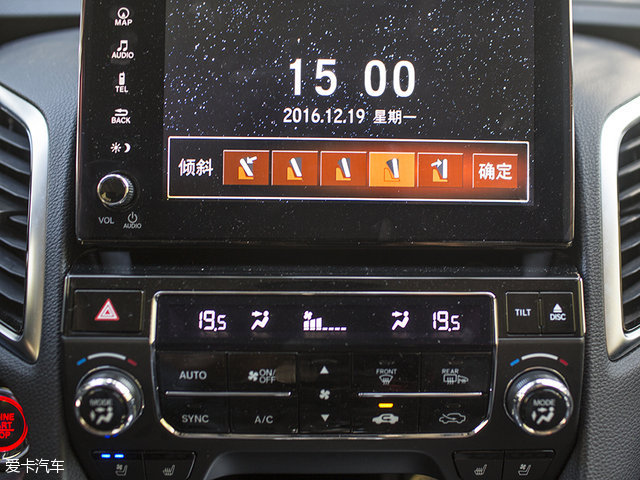 MAP
AUDIO
TEL
BACK
VOL
AUDIO
15 00
2016.12.19 星期一
倾斜 确定
19.5 19.5
TILT
DISC
AUTO
ON/OFF
FRONT
REAR
SYNC
A/C
MODE
MODE
爱卡汽车